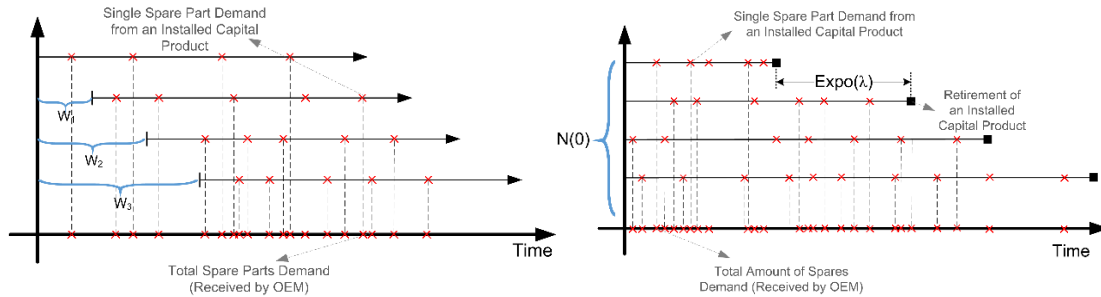 Single Spare Part Demand
from an Installed Capital
Product
W1
W2
W3
Time
Total Spare Parts Demand
(Received by OEM)
Single Spare Part Demand from
an Installed Capital Product
Expo(λ)
Retirement of
an Installed
Capital Product
N(0)
Time
Total Amount of Spares
Demand (Received by OEM)